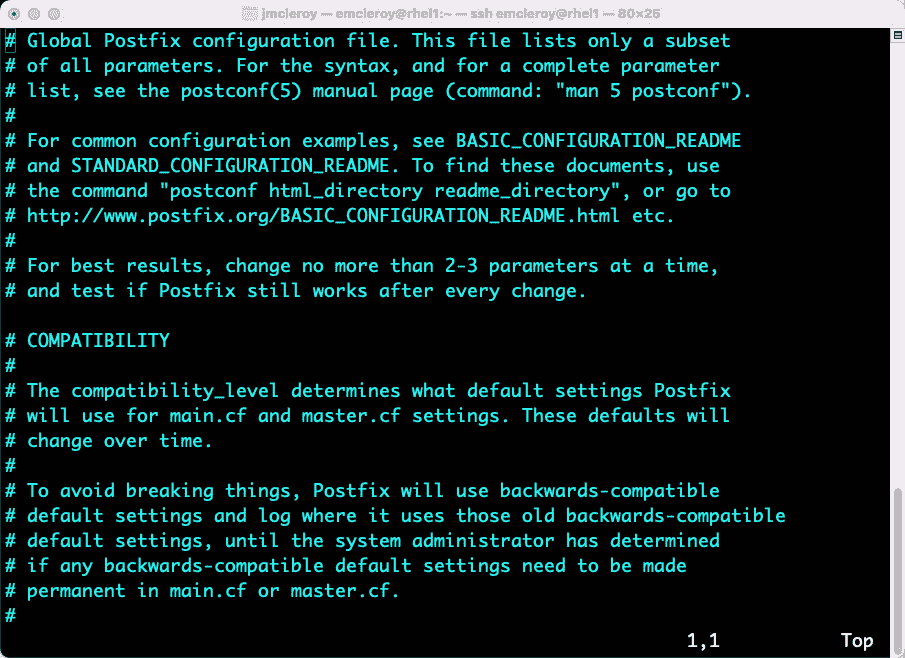 jmcleroy — emcleroy@rhel1:~ — ssh emcleroy@rhel1 — 80×25
# Global Postfix configuration file. This file lists only a subset
# of all parameters. For the syntax, and for a complete parameter
# list, see the postconf(5) manual page (command: "man 5 postconf").
#
# For common configuration examples, see BASIC_CONFIGURATION_README
# and STANDARD_CONFIGURATION_README. To find these documents, use
# the command "postconf html_directory readme_directory", or go to
# http://www.postfix.org/BASIC_CONFIGURATION_README.html etc.
#
# For best results, change no more than 2-3 parameters at a time,
# and test if Postfix still works after every change.

# COMPATIBILITY
#
# The compatibility_level determines what default settings Postfix
# will use for main.cf and master.cf settings. These defaults will
# change over time.
#
# To avoid breaking things, Postfix will use backwards-compatible
# default settings and log where it uses those old backwards-compatible
# default settings, until the system administrator has determined
# if any backwards-compatible default settings need to be made
# permanent in main.cf or master.cf.
#
1,1 Top